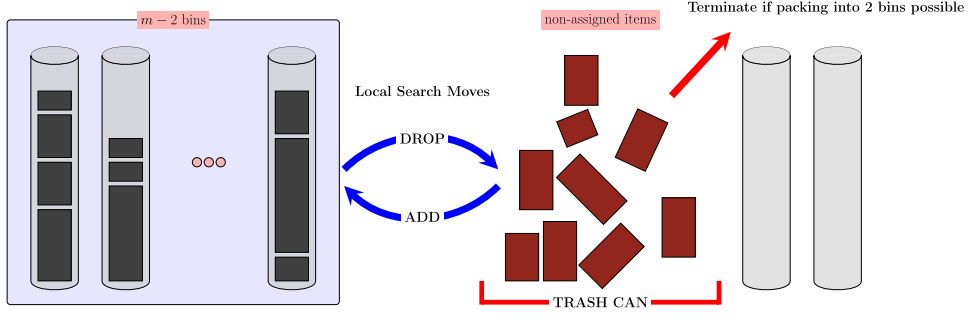 Terminate if packing into 2 bins possible
m − 2 bins
non-assigned items
Local Search Moves
DROP
ADD
TRASH CAN